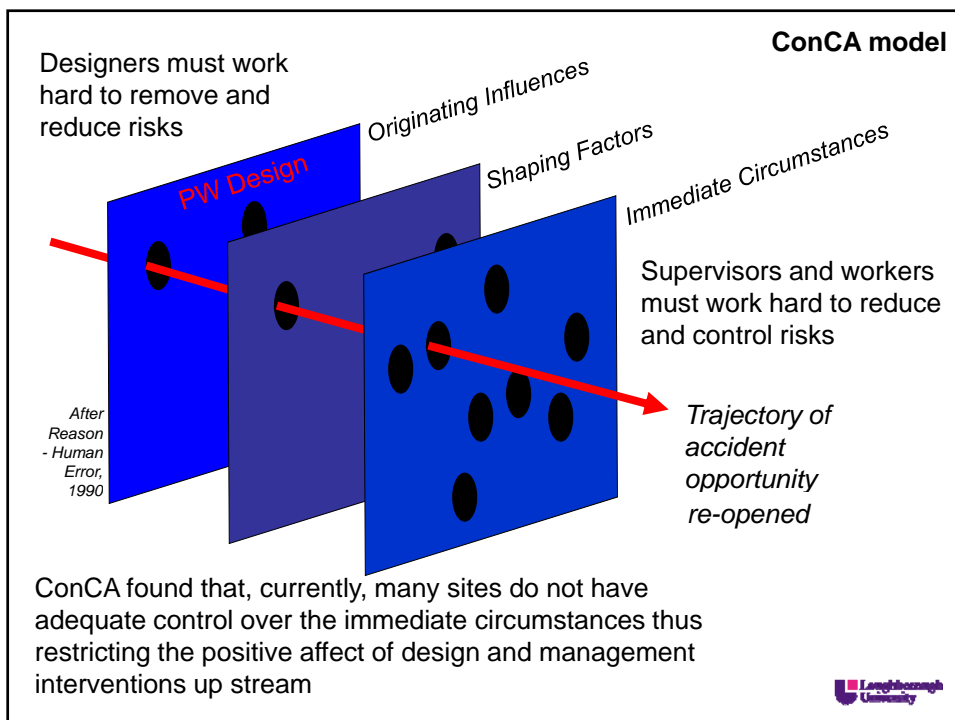 ConCA model
Designers must work
hard to remove and
reduce risks
Originating Influences
PW Design
Shaping Factors
Immediate Circumstances
Supervisors and workers
must work hard to reduce
and control risks
After
Reason
- Human
Error,
1990
Trajectory of
accident
opportunity
re-opened
ConCA found that, currently, many sites do not have
adequate control over the immediate circumstances thus
restricting the positive affect of design and management
interventions up stream
Loughborough
University